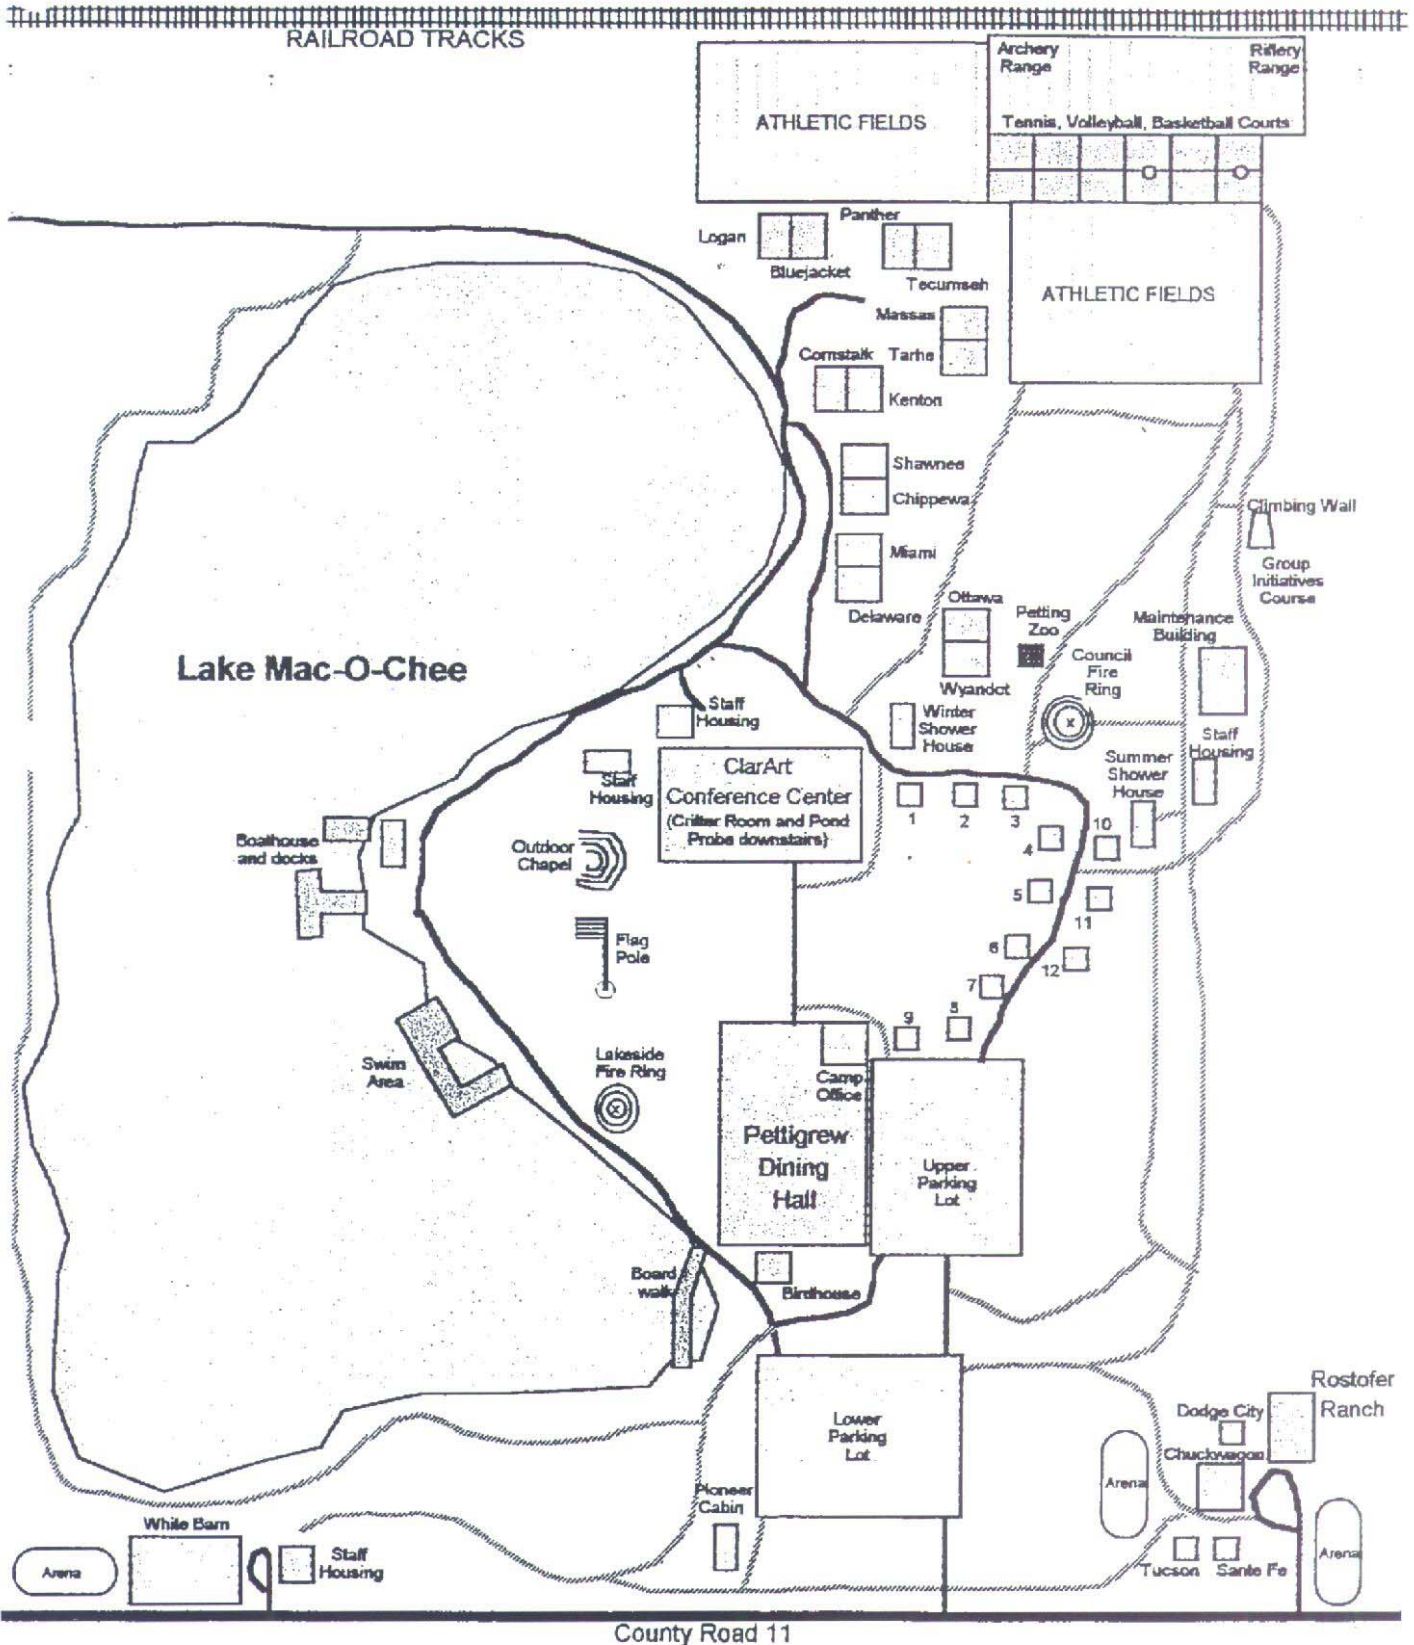 RAILROAD TRACKS
Archery
Range
Riflery
Range
ATHLETIC FIELDS
Tennis, Volleyball, Basketball Courts
Logan
Panther
Bluejacket
Tecumseh
ATHLETIC FIELDS
Massas
Cornstalk
Tarhe
Kenton
Shawnee
Chippewa
Climbing Wall
Miami
Group
Initiatives
Course
Delaware
Ottawa
Petting
Zoo
Maintenance
Building
Lake Mac-O-Chee
Wyandot
Council
Fire
Ring
X
Staff
Housing
Winter
Shower
House
Staff
Housing
Summer
Shower
House
Staff
Housing
ClarArt
Conference Center
(Critter Room and Pond
Probe downstairs)
1
2
3
4
10
Boathouse
and docks
Outdoor
Chapel
5
11
Flag
Pole
6
12
7
8
9
Swim
Area
Lakeside
Fire Ring
X
Camp
Office
Pettigrew
Dining
Hall
Upper
Parking
Lot
Board
walk
Birdhouse
Rostofer
Ranch
Dodge City
Lower
Parking
Lot
Chuckwagon
Arena
Pioneer
Cabin
White Barn
Staff
Housing
Arena
Arena
Tucson
Sante Fe
County Road 11